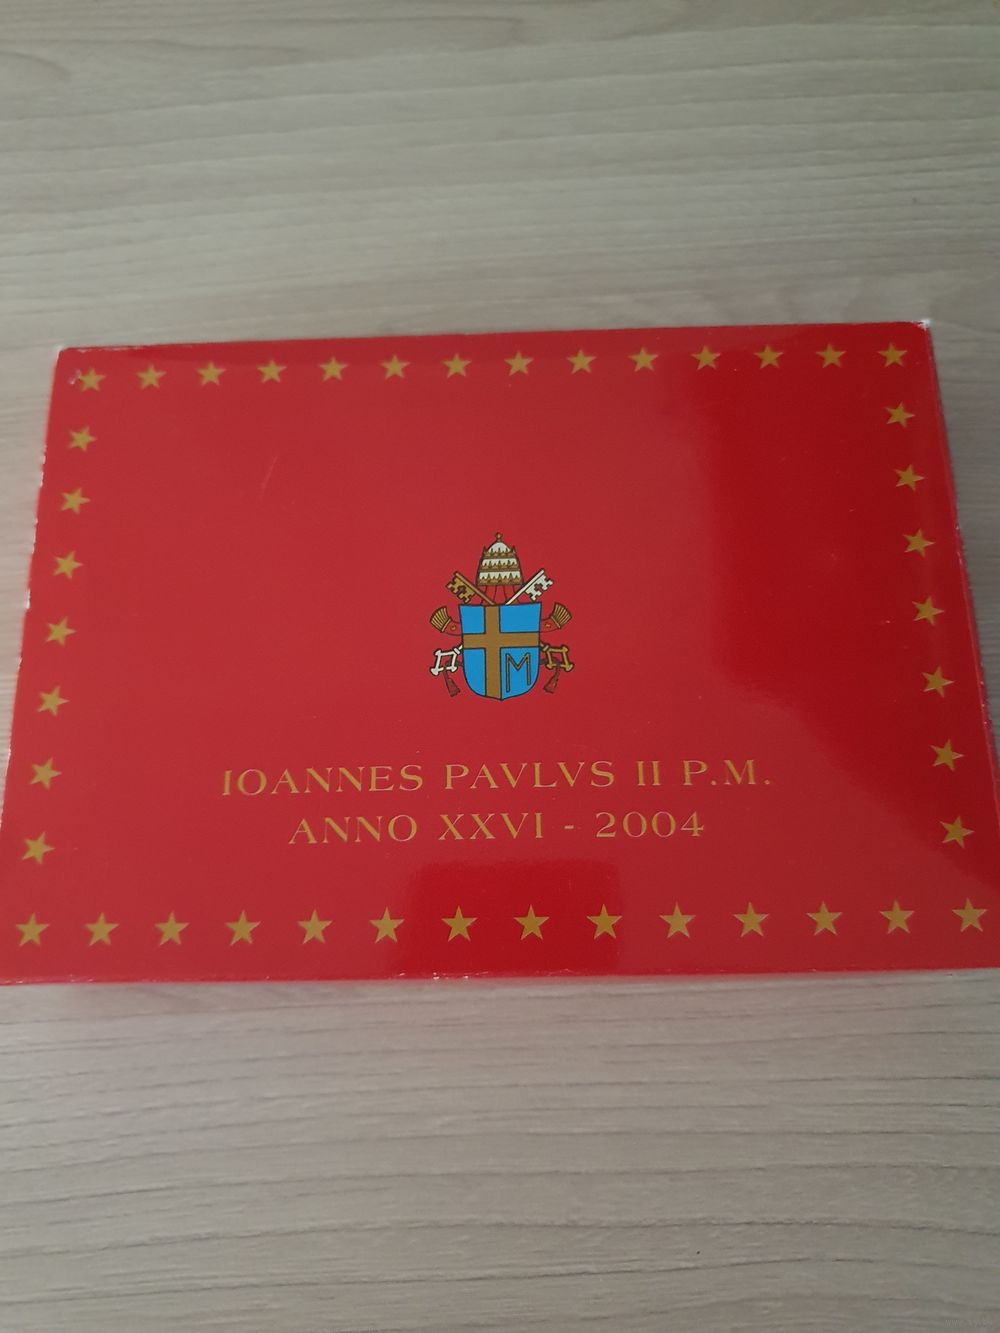 IOANNES PAVLVS II P.M.
ANNO XXVI - 2004
M